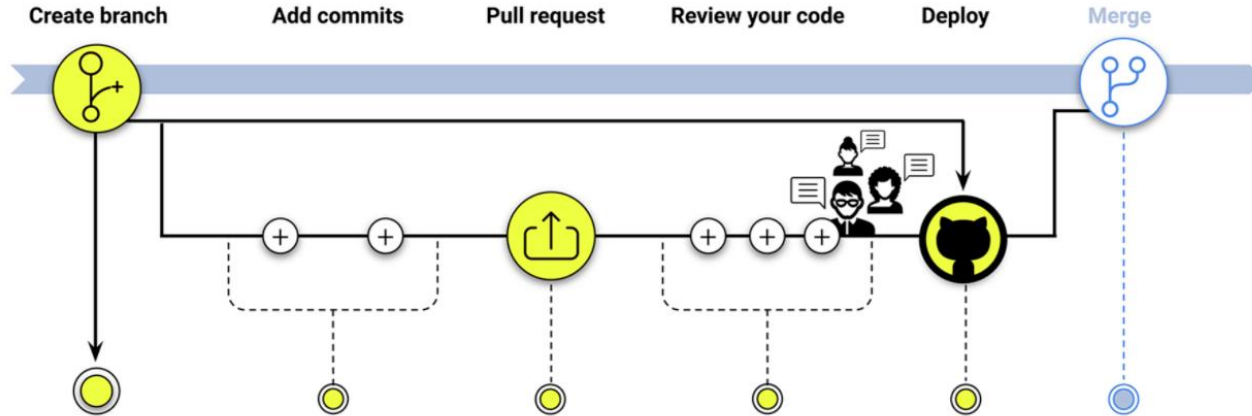 Create branch
Add commits
Pull request
Review your code
Deploy
Merge